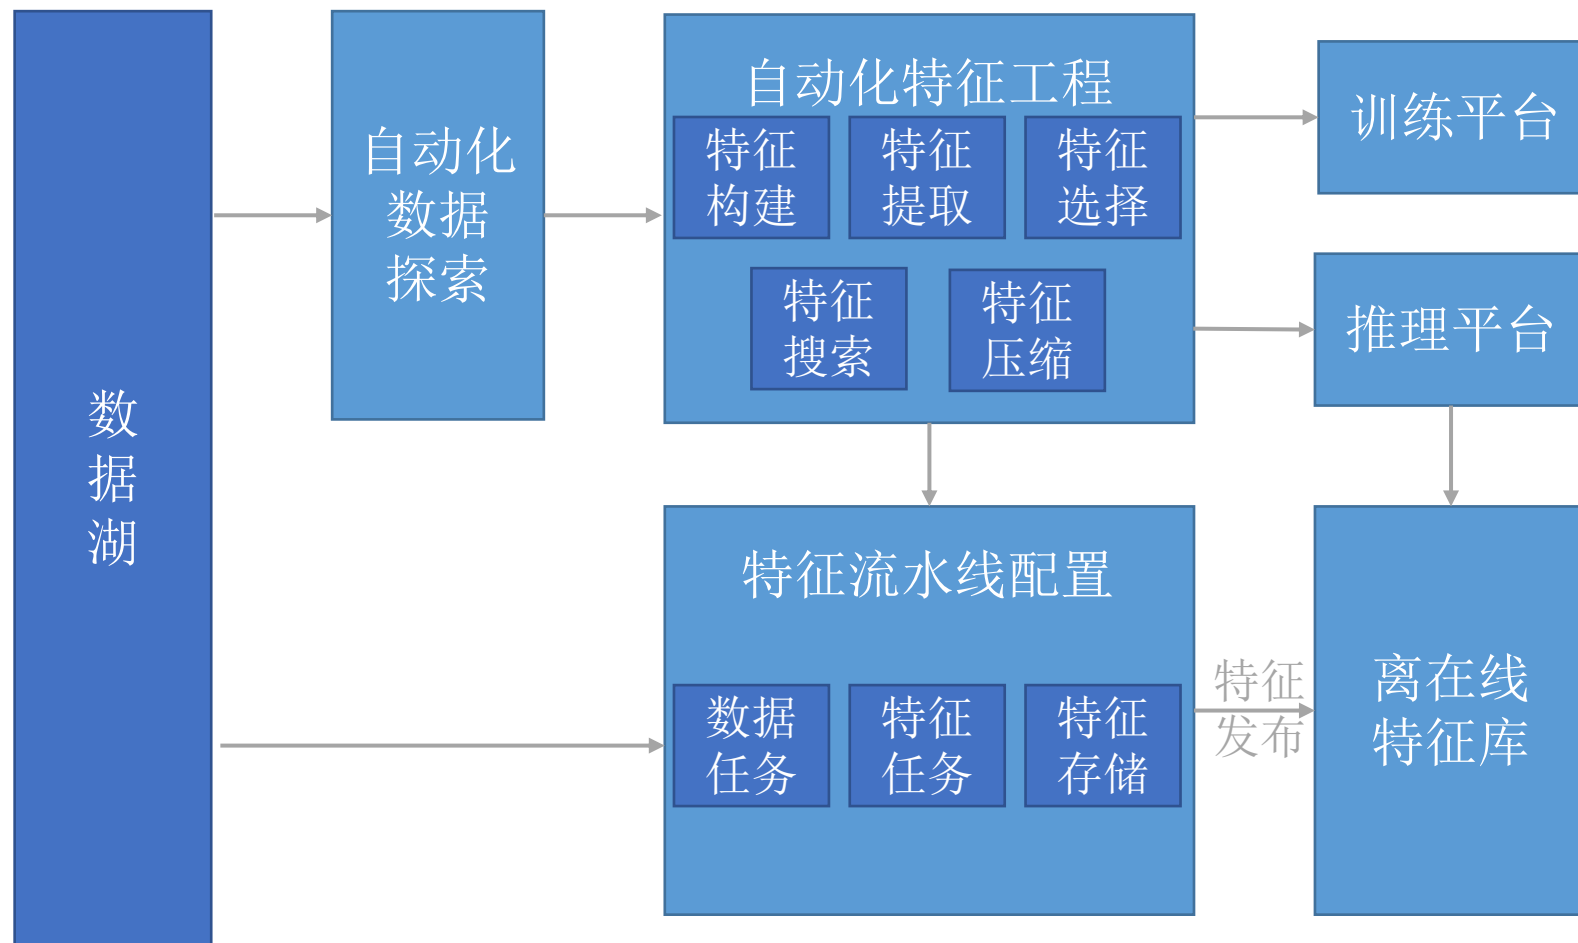 数
据
湖
自动化
数据
探索
自动化特征工程
特征
构建
特征
提取
特征
选择
特征
搜索
特征
压缩
训练平台
推理平台
特征流水线配置
数据
任务
特征
任务
特征
存储
特征
发布
离在线
特征库